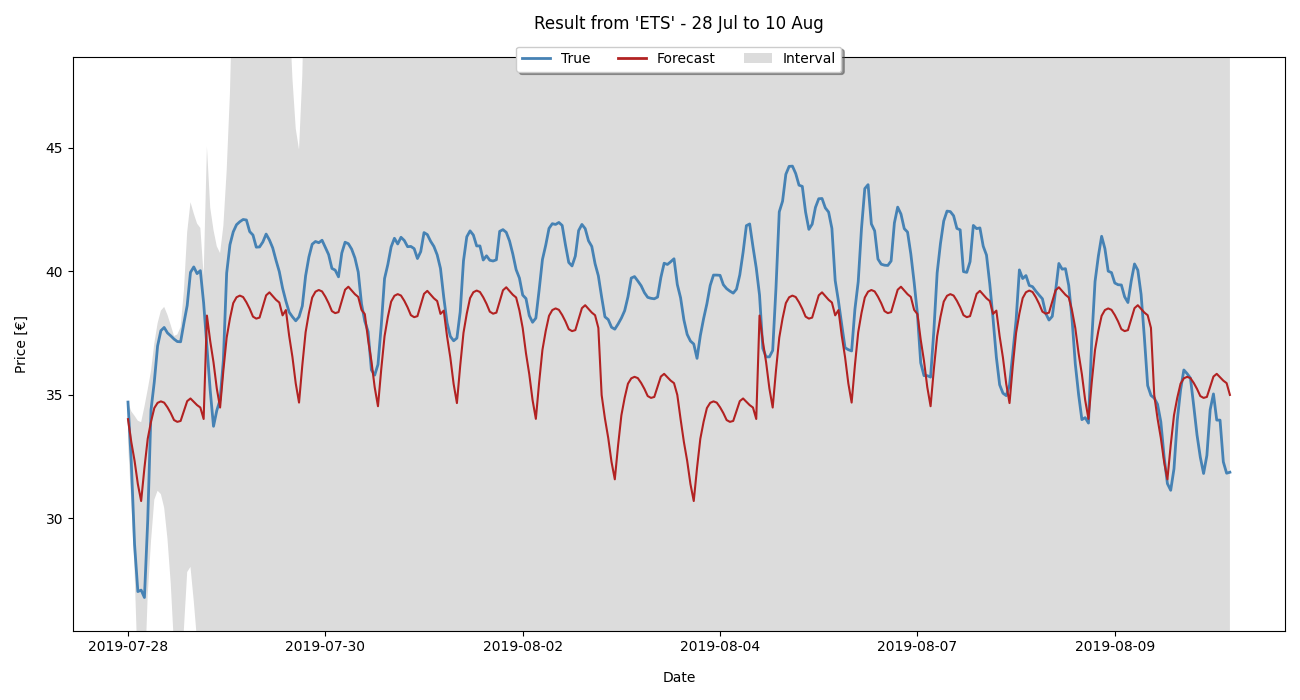 Result from 'ETS' - 28 Jul to 10 Aug
True Forecast Interval
45
40
35
30
Price [€]
2019-07-28 2019-07-30 2019-08-02 2019-08-04 2019-08-07 2019-08-09
Date